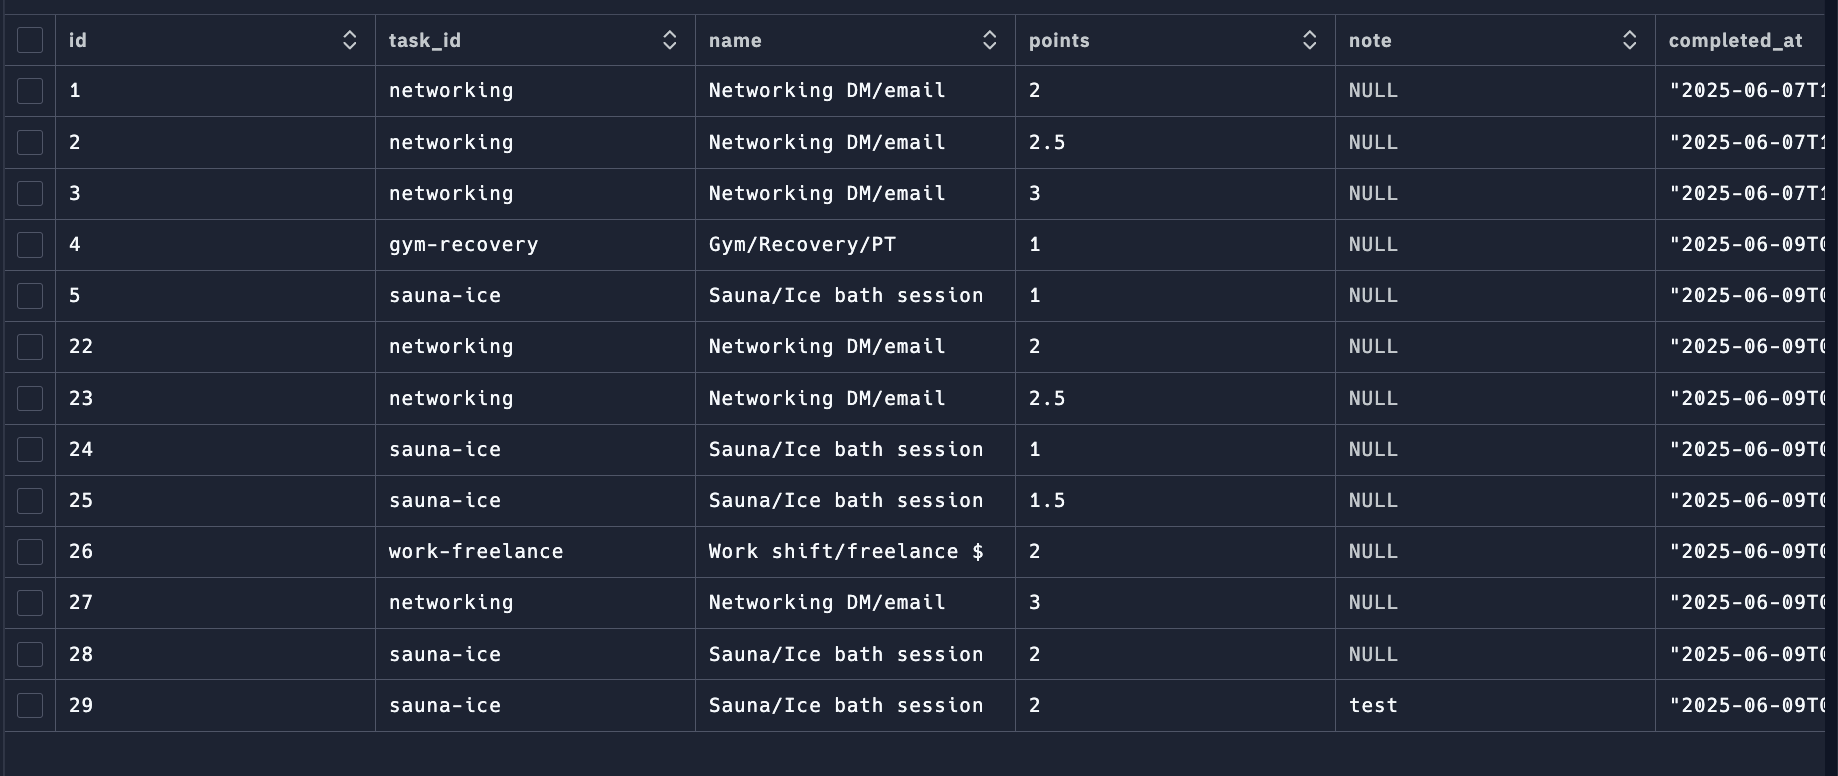 id task_id name points note completed_at
1 networking Networking DM/email 2 NULL "2025-06-07T1
2 networking Networking DM/email 2.5 NULL "2025-06-07T1
3 networking Networking DM/email 3 NULL "2025-06-07T1
4 gym-recovery Gym/Recovery/PT 1 NULL "2025-06-09T0
5 sauna-ice Sauna/Ice bath session 1 NULL "2025-06-09T0
22 networking Networking DM/email 2 NULL "2025-06-09T0
23 networking Networking DM/email 2.5 NULL "2025-06-09T0
24 sauna-ice Sauna/Ice bath session 1 NULL "2025-06-09T0
25 sauna-ice Sauna/Ice bath session 1.5 NULL "2025-06-09T0
26 work-freelance Work shift/freelance $ 2 NULL "2025-06-09T0
27 networking Networking DM/email 3 NULL "2025-06-09T0
28 sauna-ice Sauna/Ice bath session 2 NULL "2025-06-09T0
29 sauna-ice Sauna/Ice bath session 2 test "2025-06-09T0